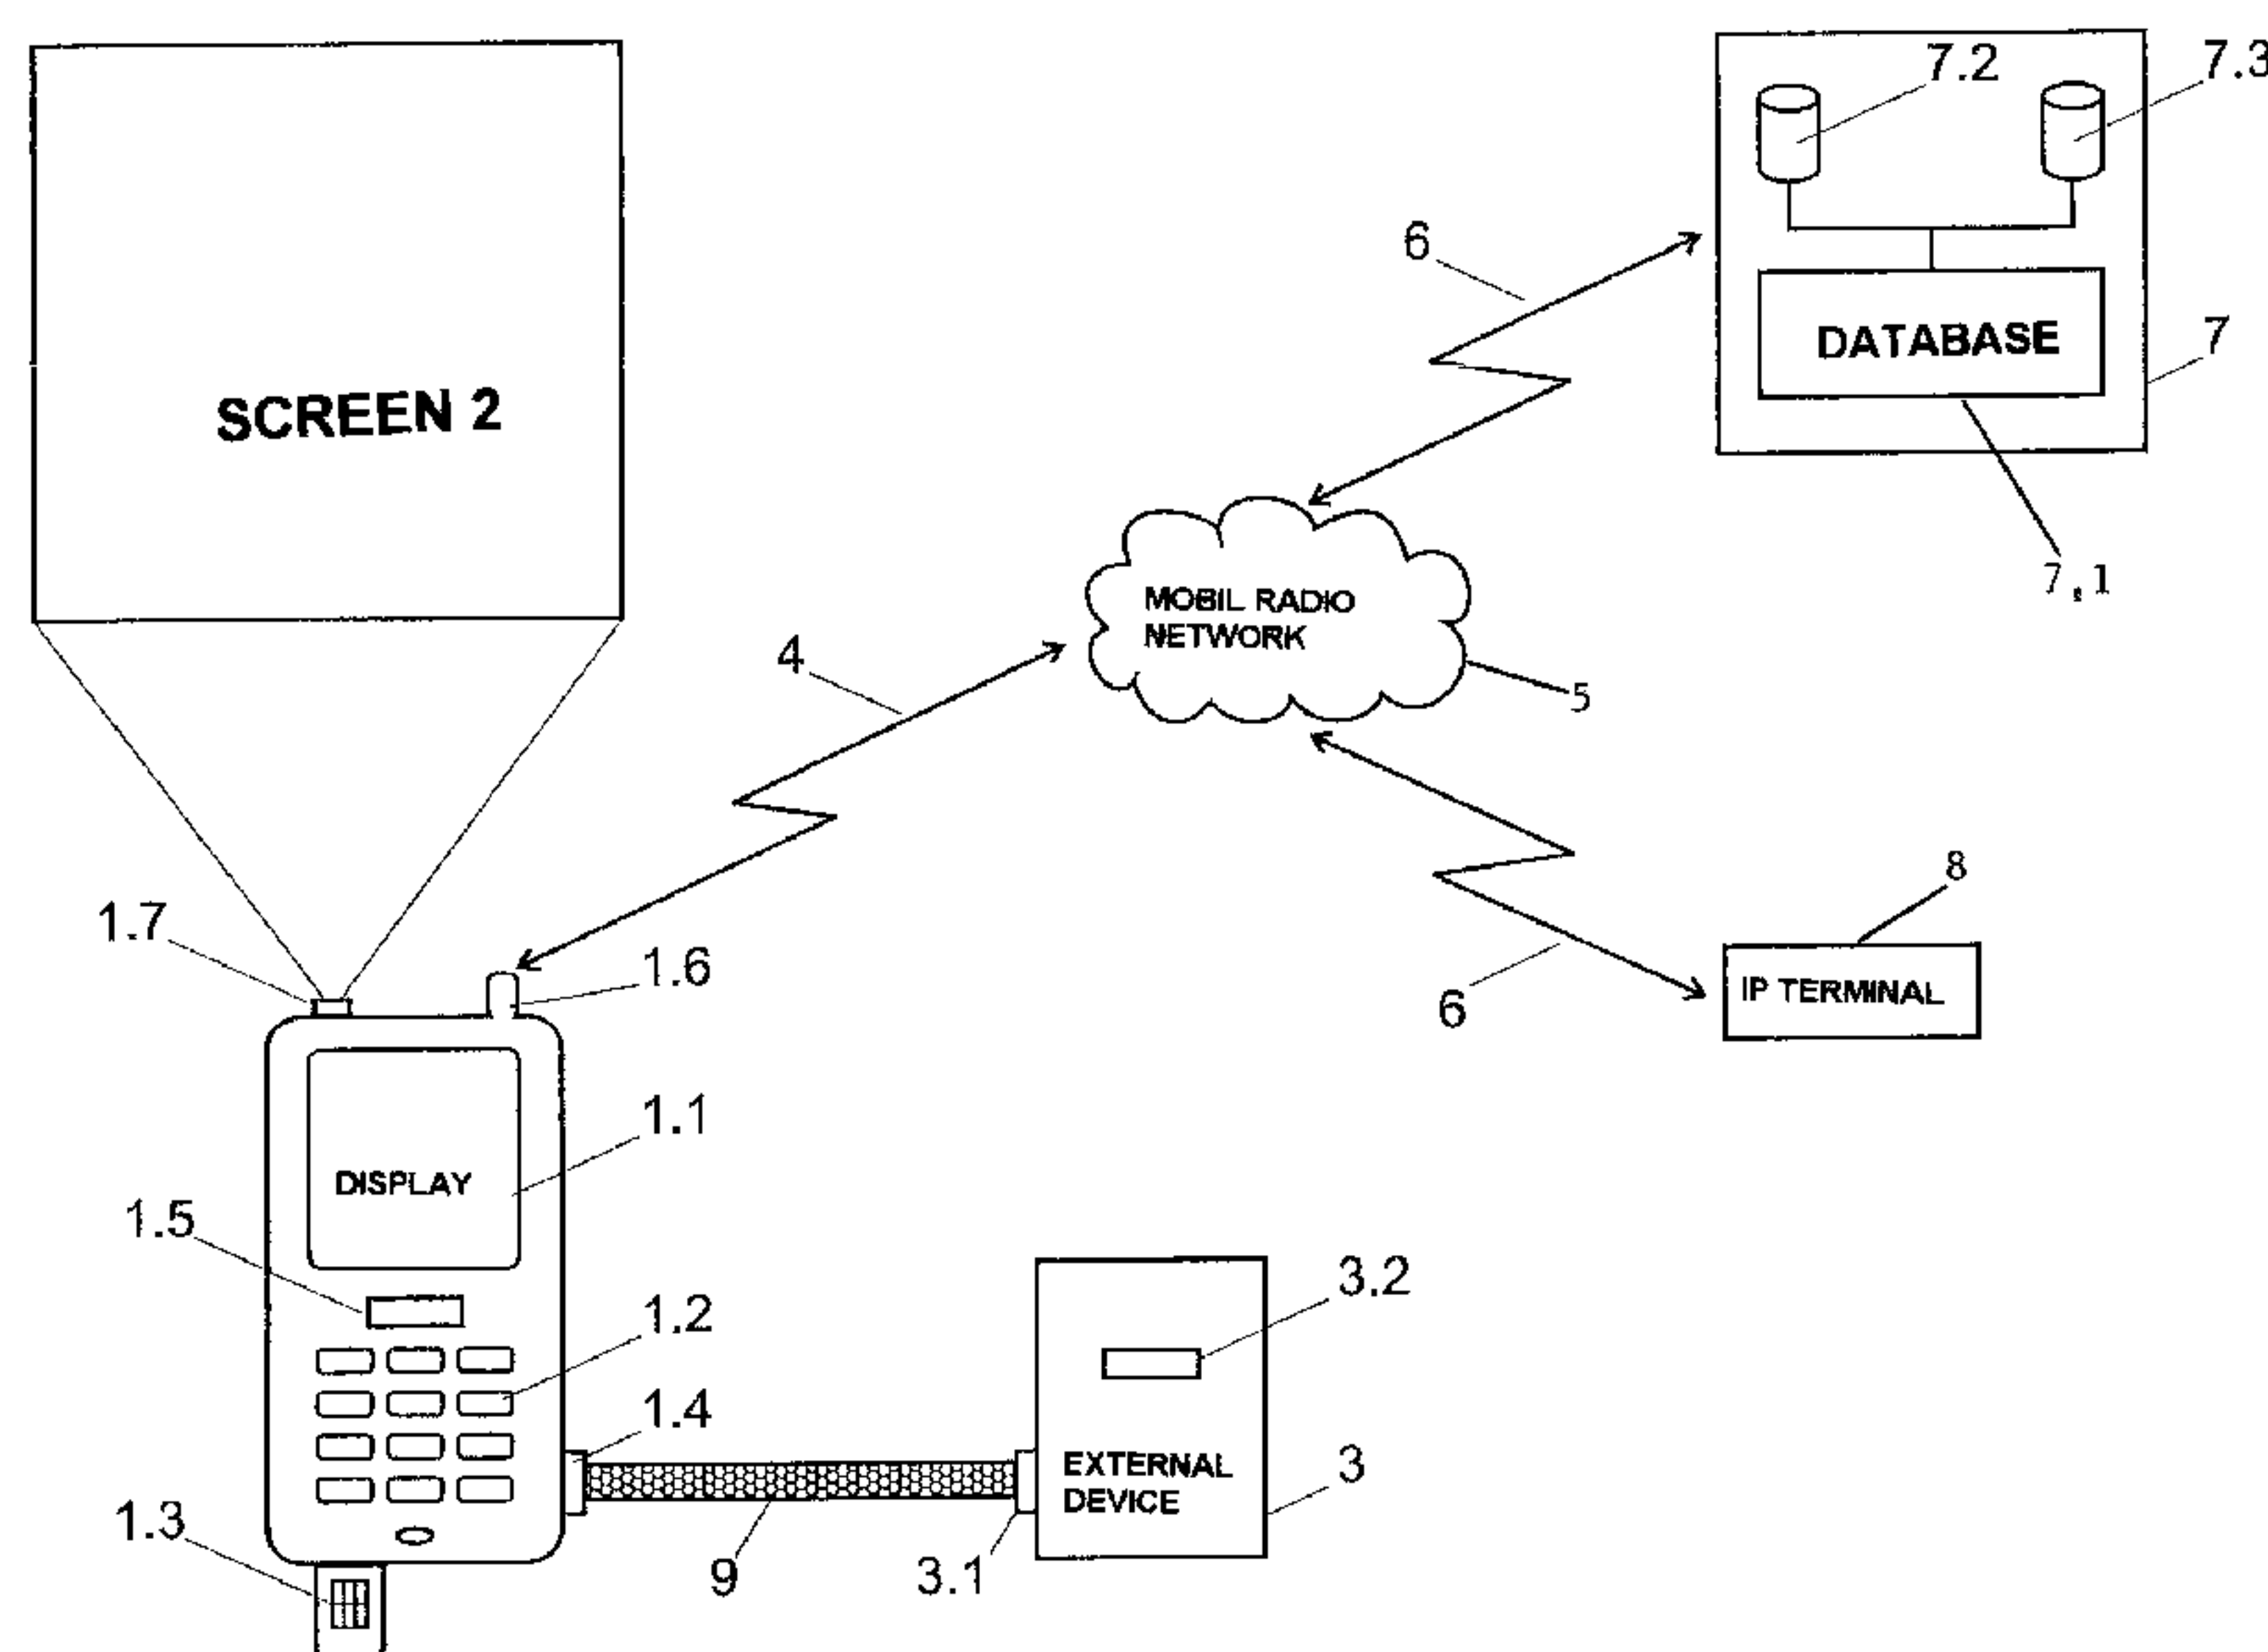 7.2
7.3
6
DATABASE
7
SCREEN 2
7.1
MOBIL RADIO
NETWORK
4
5
8
1.7
1.6
6
IP TERMINAL
1.1
DISPLAY
1.5
3.2
1.2
1.4
EXTERNAL
DEVICE
3
1.3
9
3.1